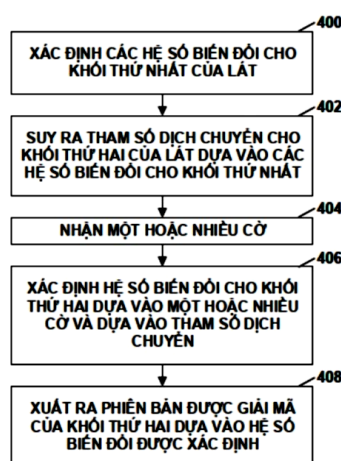 400
XÁC ĐỊNH CÁC HỆ SỐ BIẾN ĐỔI CHO
KHỐI THỨ NHẤT CỦA LÁT
402
SUY RA THAM SỐ DỊCH CHUYỂN CHO
KHỐI THỨ HAI CỦA LÁT DỰA VÀO CÁC
HỆ SỐ BIẾN ĐỔI CHO KHỐI THỨ NHẤT
404
NHẬN MỘT HOẶC NHIỀU CỜ
406
XÁC ĐỊNH HỆ SỐ BIẾN ĐỔI CHO KHỐI
THỨ HAI DỰA VÀO MỘT HOẶC NHIỀU
CỜ VÀ DỰA VÀO THAM SỐ DỊCH
CHUYỂN
408
XUẤT RA PHIÊN BẢN ĐƯỢC GIẢI MÃ
CỦA KHỐI THỨ HAI DỰA VÀO HỆ SỐ
BIẾN ĐỔI ĐƯỢC XÁC ĐỊNH